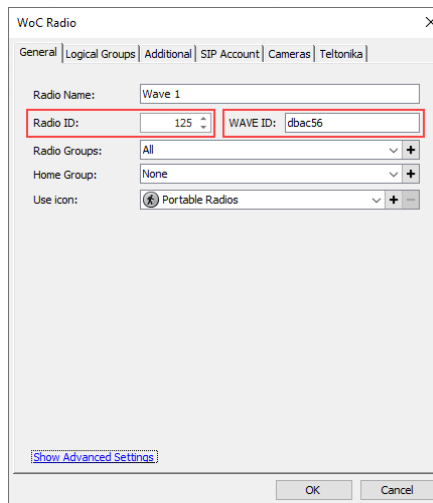 WoC Radio
General Logical Groups Additional SIP Account Cameras Teltonika
Radio Name: Wave 1
Radio ID: 125 WAVE ID: dbac56
Radio Groups: All
Home Group: None
Use icon: Portable Radios
Show Advanced Settings
OK Cancel